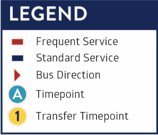 LEGEND
Frequent Service
Standard Service
Bus Direction
A Timepoint
1 Transfer Timepoint